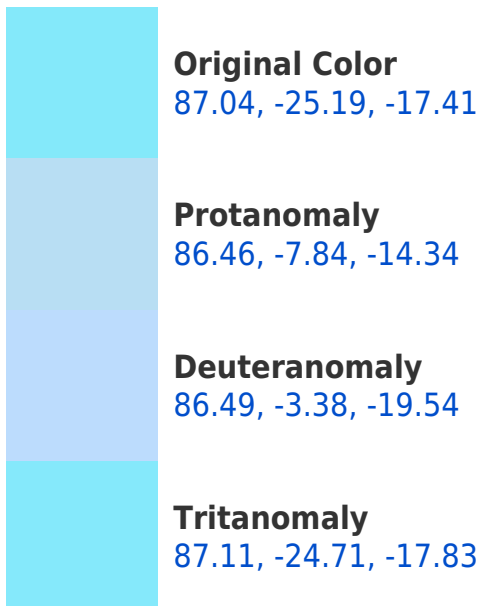 Original Color
87.04, -25.19, -17.41
Protanomaly
86.46, -7.84, -14.34
Deuteranomaly
86.49, -3.38, -19.54
Tritanomaly
87.11, -24.71, -17.83